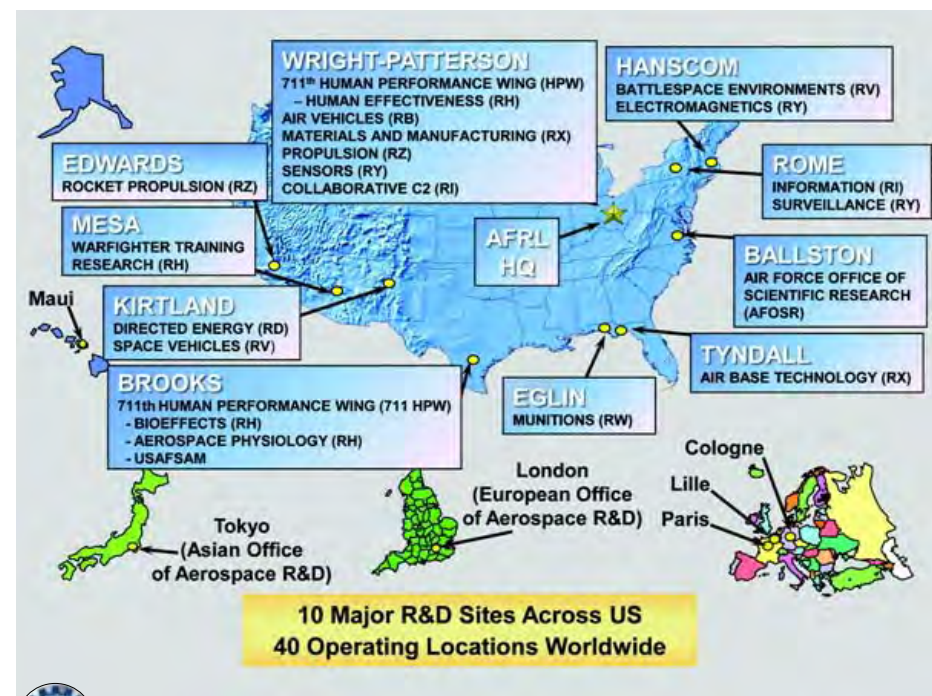 WRIGHT-PATTERSON
711th HUMAN PERFORMANCE WING (HPW)
– HUMAN EFFECTIVENESS (RH)
AIR VEHICLES (RB)
MATERIALS AND MANUFACTURING (RX)
PROPULSION (RZ)
SENSORS (RY)
COLLABORATIVE C2 (RI)
HANSCOM
BATTLESPACE ENVIRONMENTS (RV)
ELECTROMAGNETICS (RY)
EDWARDS
ROCKET PROPULSION (RZ)
ROME
INFORMATION (RI)
SURVEILLANCE (RY)
MESA
WARFIGHTER TRAINING
RESEARCH (RH)
AFRL
HQ
BALLSTON
AIR FORCE OFFICE OF
SCIENTIFIC RESEARCH
(AFOSR)
Maui
KIRTLAND
DIRECTED ENERGY (RD)
SPACE VEHICLES (RV)
TYNDALL
AIR BASE TECHNOLOGY (RX)
BROOKS
711th HUMAN PERFORMANCE WING (711 HPW)
- BIOEFFECTS (RH)
- AEROSPACE PHYSIOLOGY (RH)
- USAFSAM
EGLIN
MUNITIONS (RW)
Tokyo
(Asian Office
of Aerospace R&D)
London
(European Office
of Aerospace R&D)
Cologne
Lille
Paris
10 Major R&D Sites Across US
40 Operating Locations Worldwide